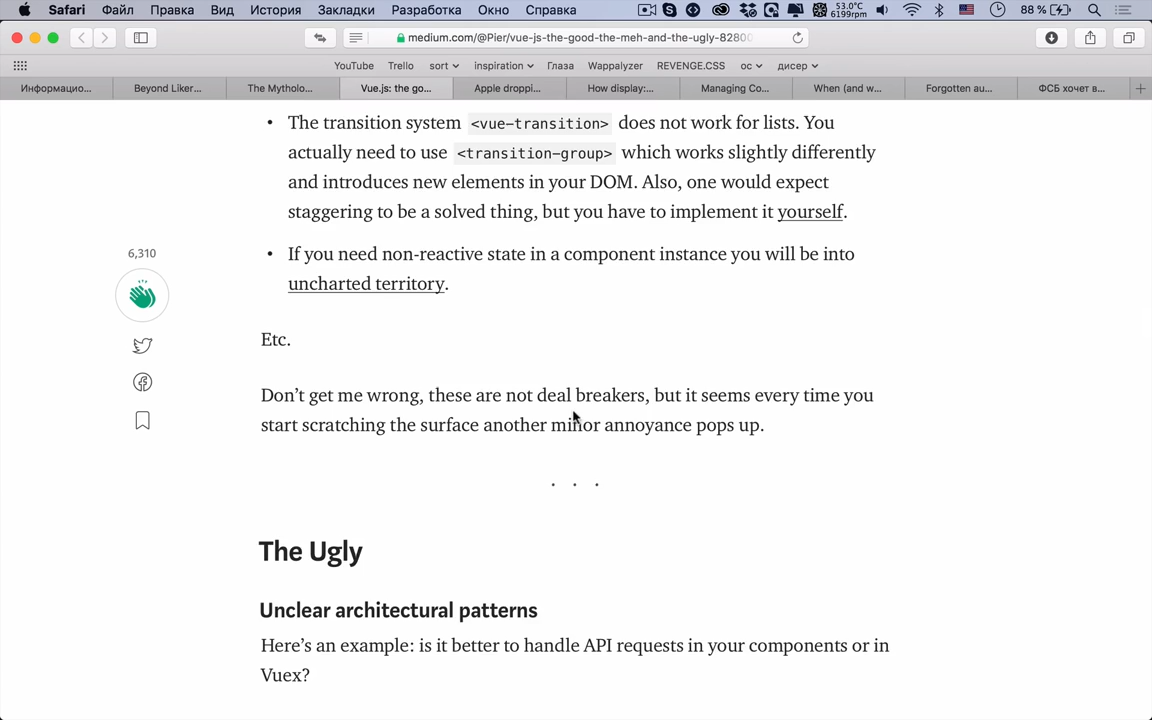 Safari Файл Правка Вид История Закладки Разработка Окно Справка 53.0°C 6199rpm 88 %
medium.com/@Pier/vue-js-the-good-the-meh-and-the-ugly-82800
YouTube Trello sort inspiration Глаза Wappalyzer REVENGE.CSS ос дисер
Информацио... Beyond Liker... The Mytholo... Vue.js: the go... Apple droppi... How display:... Managing Co... When (and w... Forgotten au... ФСБ хочет в...
• The transition system <vue-transition> does not work for lists. You
actually need to use <transition-group> which works slightly differently
and introduces new elements in your DOM. Also, one would expect
staggering to be a solved thing, but you have to implement it yourself.
6,310
• If you need non-reactive state in a component instance you will be into
uncharted territory.
Etc.
Don't get me wrong, these are not deal breakers, but it seems every time you
start scratching the surface another minor annoyance pops up.
. . .
The Ugly
Unclear architectural patterns
Here's an example: is it better to handle API requests in your components or in
Vuex?